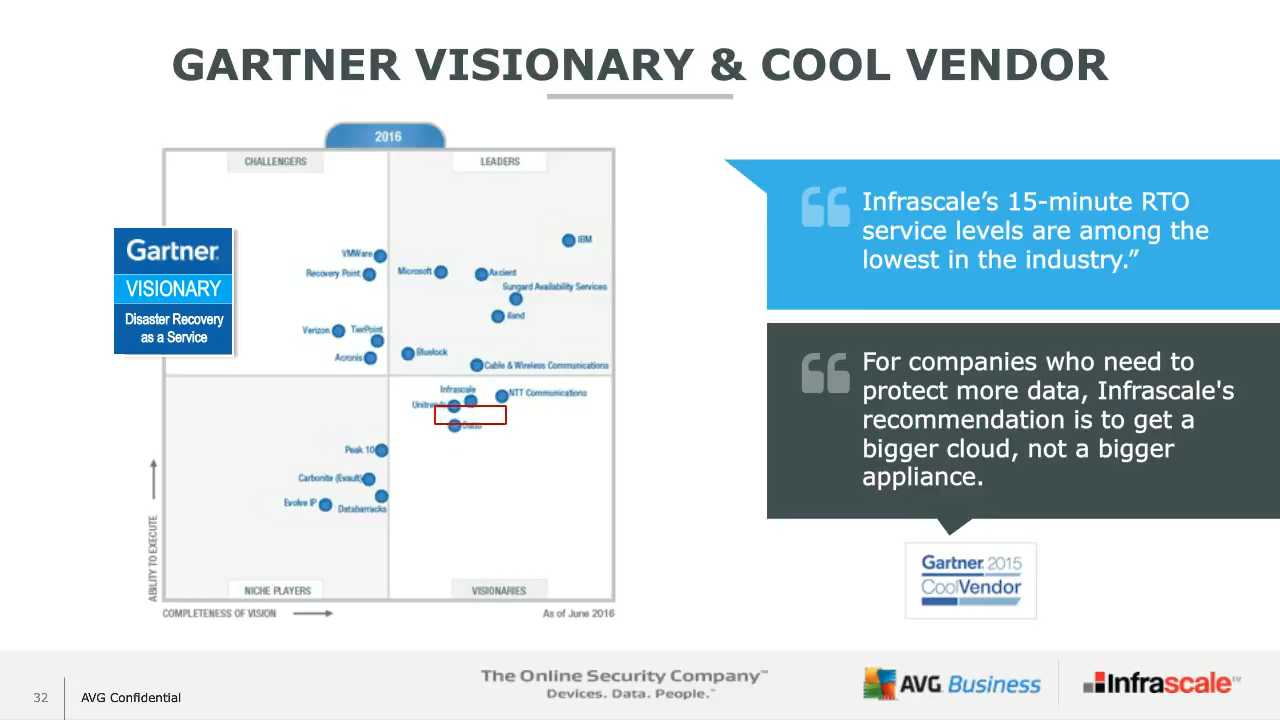 GARTNER VISIONARY & COOL VENDOR
2016
CHALLENGERS
LEADERS
Gartner.
VISIONARY
Disaster Recovery
as a Service
IBM
VMWare
Recovery Point
Microsoft
Axcient
Sungard Availability Services
iland
Verizon
TierPoint
Acronis
Bluelock
Cable & Wireless Communications
Infrascale
NTT Communications
Unitrends
Datto
Peak 10
Carbonite (Evault)
Evolve IP
Databarracks
ABILITY TO EXECUTE
NICHE PLAYERS
VISIONARIES
COMPLETENESS OF VISION
As of June 2016
“
Infrascale’s 15-minute RTO
service levels are among the
lowest in the industry.”
“
For companies who need to
protect more data, Infrascale's
recommendation is to get a
bigger cloud, not a bigger
appliance.
Gartner 2015
CoolVendor
32
AVG Confidential
The Online Security Company™
Devices. Data. People.™
AVG Business
Infrascale™